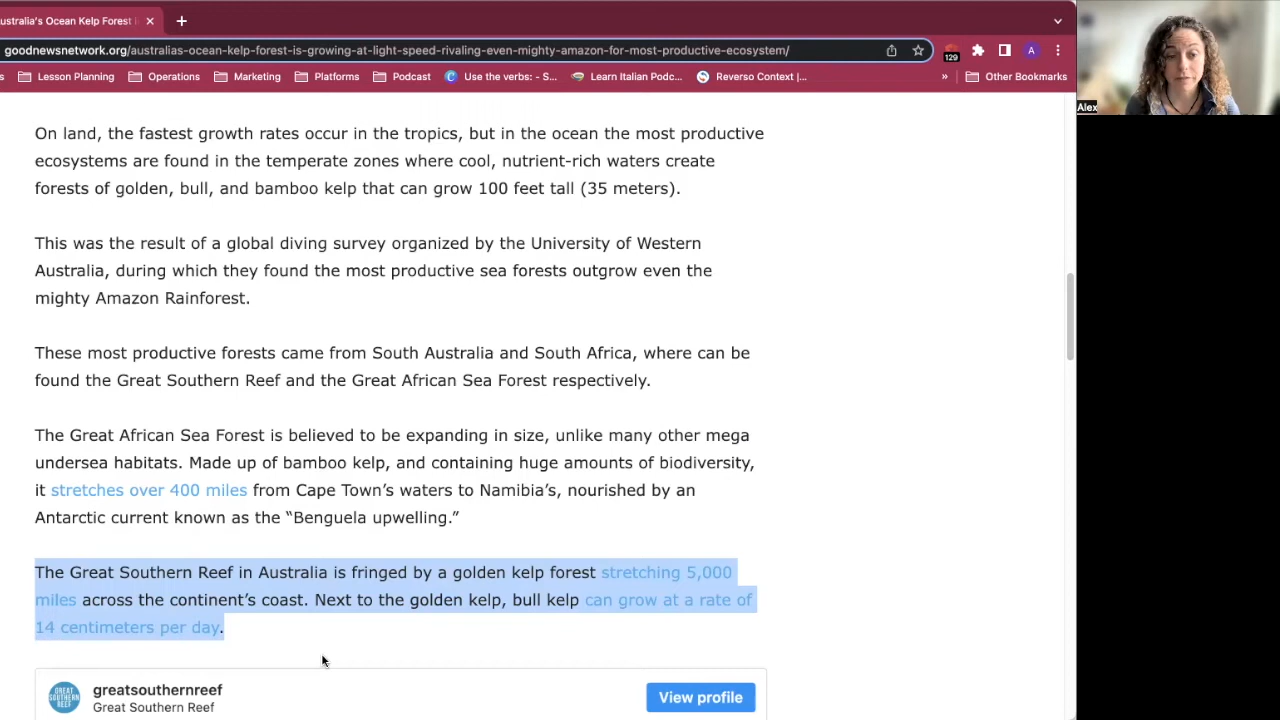 ustralia's Ocean Kelp Forest i
goodnewsnetwork.org/australias-ocean-kelp-forest-is-growing-at-light-speed-rivaling-even-mighty-amazon-for-most-productive-ecosystem/
129
A
s Lesson Planning Operations Marketing Platforms Podcast Use the verbs: - S... Learn Italian Podc... Reverso Context |... » Other Bookmarks
Alex
On land, the fastest growth rates occur in the tropics, but in the ocean the most productive
ecosystems are found in the temperate zones where cool, nutrient-rich waters create
forests of golden, bull, and bamboo kelp that can grow 100 feet tall (35 meters).
This was the result of a global diving survey organized by the University of Western
Australia, during which they found the most productive sea forests outgrow even the
mighty Amazon Rainforest.
These most productive forests came from South Australia and South Africa, where can be
found the Great Southern Reef and the Great African Sea Forest respectively.
The Great African Sea Forest is believed to be expanding in size, unlike many other mega
undersea habitats. Made up of bamboo kelp, and containing huge amounts of biodiversity,
it stretches over 400 miles from Cape Town's waters to Namibia's, nourished by an
Antarctic current known as the “Benguela upwelling.”
The Great Southern Reef in Australia is fringed by a golden kelp forest stretching 5,000
miles across the continent's coast. Next to the golden kelp, bull kelp can grow at a rate of
14 centimeters per day.
GREAT SOUTHERN REEF
greatsouthernreef
Great Southern Reef
View profile